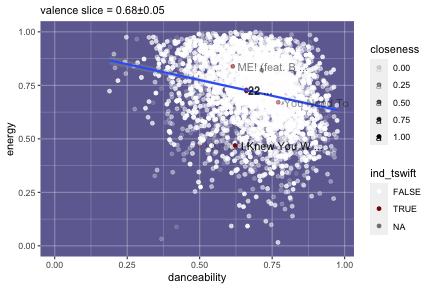 valence slice = 0.68±0.05
1.00
0.75
0.50
0.25
0.00
energy
ME! (feat. B
22 ...
You Need To
I Knew You W...
0.00
0.25
0.50
0.75
1.00
danceability
closeness
0.00
0.25
0.50
0.75
1.00
ind_tswift
FALSE
TRUE
NA